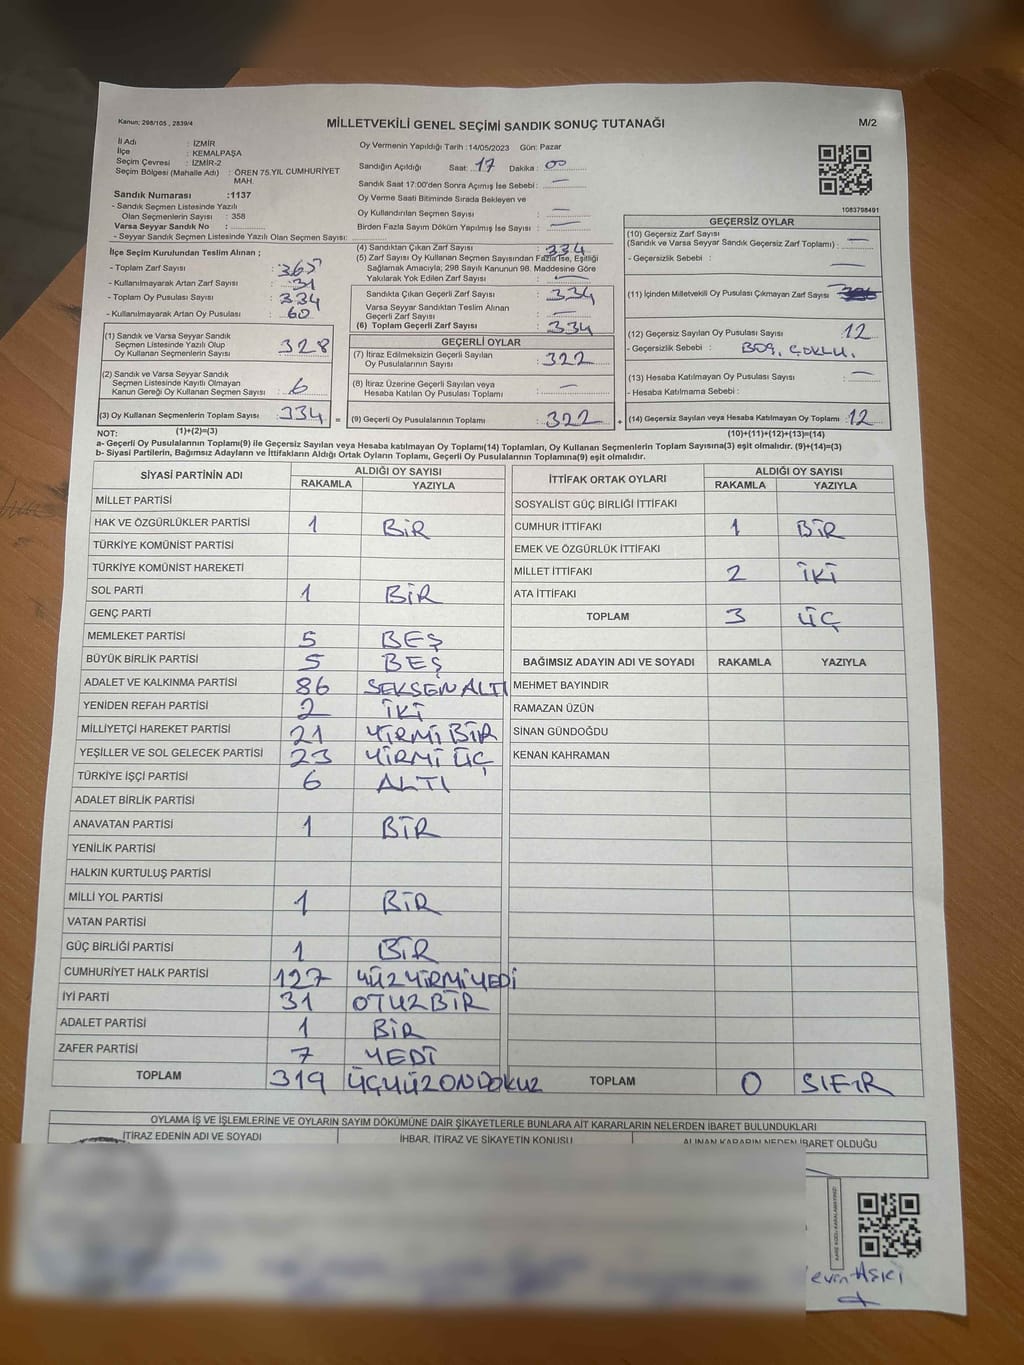 Kanun; 298/105 , 2839/4
MİLLETVEKİLİ GENEL SEÇİMİ SANDIK SONUÇ TUTANAĞI
M/2
İl Adı : İZMİR
İlçe : KEMALPAŞA
Seçim Çevresi : İZMİR-2
Seçim Bölgesi (Mahalle Adı) : ÖREN 75.YIL CUMHURİYET MAH.
Sandık Numarası :1137
- Sandık Seçmen Listesinde Yazılı
Olan Seçmenlerin Sayısı : 358
Varsa Seyyar Sandık No :
- Seyyar Sandık Seçmen Listesinde Yazılı Olan Seçmen Sayısı:
Oy Vermenin Yapıldığı Tarih :14/05/2023 Gün: Pazar
Sandığın Açıldığı Saat: 17 Dakika : 00
Sandık Saat 17:00'den Sonra Açımış İse Sebebi : —
Oy Verme Saati Bitiminde Sırada Bekleyen ve
Oy Kullandırılan Seçmen Sayısı : —
Birden Fazla Sayım Döküm Yapılmış İse Sayısı : —
1083798491
İlçe Seçim Kurulundan Teslim Alınan ;
- Toplam Zarf Sayısı : 365
- Kullanılmayarak Artan Zarf Sayısı : 31
- Toplam Oy Pusulası Sayısı : 334
- Kullanılmayarak Artan Oy Pusulası : 60
(4) Sandıktan Çıkan Zarf Sayısı : 334
(5) Zarf Sayısı Oy Kullanan Seçmen Sayısından Fazla İse, Eşitliği
Sağlamak Amacıyla; 298 Sayılı Kanunun 98. Maddesine Göre
Yakılarak Yok Edilen Zarf Sayısı : —
Sandıkta Çıkan Geçerli Zarf Sayısı : 334
Varsa Seyyar Sandıktan Teslim Alınan
Geçerli Zarf Sayısı : —
(6) Toplam Geçerli Zarf Sayısı : 334
GEÇERSİZ OYLAR
(10) Geçersiz Zarf Sayısı
(Sandık ve Varsa Seyyar Sandık Geçersiz Zarf Toplamı) : —
- Geçersizlik Sebebi : —
(11) İçinden Milletvekili Oy Pusulası Çıkmayan Zarf Sayısı
(12) Geçersiz Sayılan Oy Pusulası Sayısı : 12
- Geçersizlik Sebebi : BOŞ, ÇOKLU.
(13) Hesaba Katılmayan Oy Pusulası Sayısı : —
- Hesaba Katılmama Sebebi :
(14) Geçersiz Sayılan veya Hesaba Katılmayan Oy Toplamı : 12
(1) Sandık ve Varsa Seyyar Sandık
Seçmen Listesinde Yazılı Olup
Oy Kullanan Seçmenlerin Sayısı : 328
(2) Sandık ve Varsa Seyyar Sandık
Seçmen Listesinde Kayıtlı Olmayan
Kanun Gereği Oy Kullanan Seçmen Sayısı : 6
(3) Oy Kullanan Seçmenlerin Toplam Sayısı : 334 =
GEÇERLİ OYLAR
(7) İtiraz Edilmeksizin Geçerli Sayılan
Oy Pusulalarının Sayısı : 322
(8) İtiraz Üzerine Geçerli Sayılan veya
Hesaba Katılan Oy Pusulası Toplamı : —
(9) Geçerli Oy Pusulalarının Toplamı : 322 +
NOT: (1)+(2)=(3) (10)+(11)+(12)+(13)=(14)
a- Geçerli Oy Pusulalarının Toplamı(9) ile Geçersiz Sayılan veya Hesaba katılmayan Oy Toplamı(14) Toplamları, Oy Kullanan Seçmenlerin Toplam Sayısına(3) eşit olmalıdır. (9)+(14)=(3)
b- Siyasi Partilerin, Bağımsız Adayların ve İttifakların Aldığı Ortak Oyların Toplamı, Geçerli Oy Pusulalarının Toplamına(9) eşit olmalıdır.
SİYASİ PARTİNİN ADI ALDIĞI OY SAYISI
RAKAMLA YAZIYLA
MİLLET PARTİSİ
HAK VE ÖZGÜRLÜKLER PARTİSİ 1 BİR
TÜRKİYE KOMÜNİST PARTİSİ
TÜRKİYE KOMÜNİST HAREKETİ
SOL PARTİ 1 BİR
GENÇ PARTİ
MEMLEKET PARTİSİ 5 BEŞ
BÜYÜK BİRLİK PARTİSİ 5 BEŞ
ADALET VE KALKINMA PARTİSİ 86 SEKSEN ALTI
YENİDEN REFAH PARTİSİ 2 İKİ
MİLLİYETÇİ HAREKET PARTİSİ 21 YİRMİ BİR
YEŞİLLER VE SOL GELECEK PARTİSİ 23 YİRMİ ÜÇ
TÜRKİYE İŞÇİ PARTİSİ 6 ALTI
ADALET BİRLİK PARTİSİ
ANAVATAN PARTİSİ 1 BİR
YENİLİK PARTİSİ
HALKIN KURTULUŞ PARTİSİ
MİLLİ YOL PARTİSİ 1 BİR
VATAN PARTİSİ
GÜÇ BİRLİĞİ PARTİSİ 1 BİR
CUMHURİYET HALK PARTİSİ 127 YÜZ YİRMİ YEDİ
İYİ PARTİ 31 OTUZ BİR
ADALET PARTİSİ 1 BİR
ZAFER PARTİSİ 7 YEDİ
TOPLAM 319 ÜÇYÜZ ONDOKUZ
İTTİFAK ORTAK OYLARI ALDIĞI OY SAYISI
RAKAMLA YAZIYLA
SOSYALİST GÜÇ BİRLİĞİ İTTİFAKI
CUMHUR İTTİFAKI 1 BİR
EMEK VE ÖZGÜRLÜK İTTİFAKI
MİLLET İTTİFAKI 2 İKİ
ATA İTTİFAKI
TOPLAM 3 ÜÇ
BAĞIMSIZ ADAYIN ADI VE SOYADI RAKAMLA YAZIYLA
MEHMET BAYINDIR
RAMAZAN ÜZÜN
SİNAN GÜNDOĞDU
KENAN KAHRAMAN
TOPLAM 0 SIFIR
OYLAMA İŞ VE İŞLEMLERİNE VE OYLARIN SAYIM DÖKÜMÜNE DAİR ŞİKAYETLERLE BUNLARA AİT KARARLARIN NELERDEN İBARET BULUNDUKLARI
İTİRAZ EDENİN ADI VE SOYADI İHBAR, İTİRAZ VE ŞİKAYETİN KONUSU ALINAN KARARIN NEDEN İBARET OLDUĞU